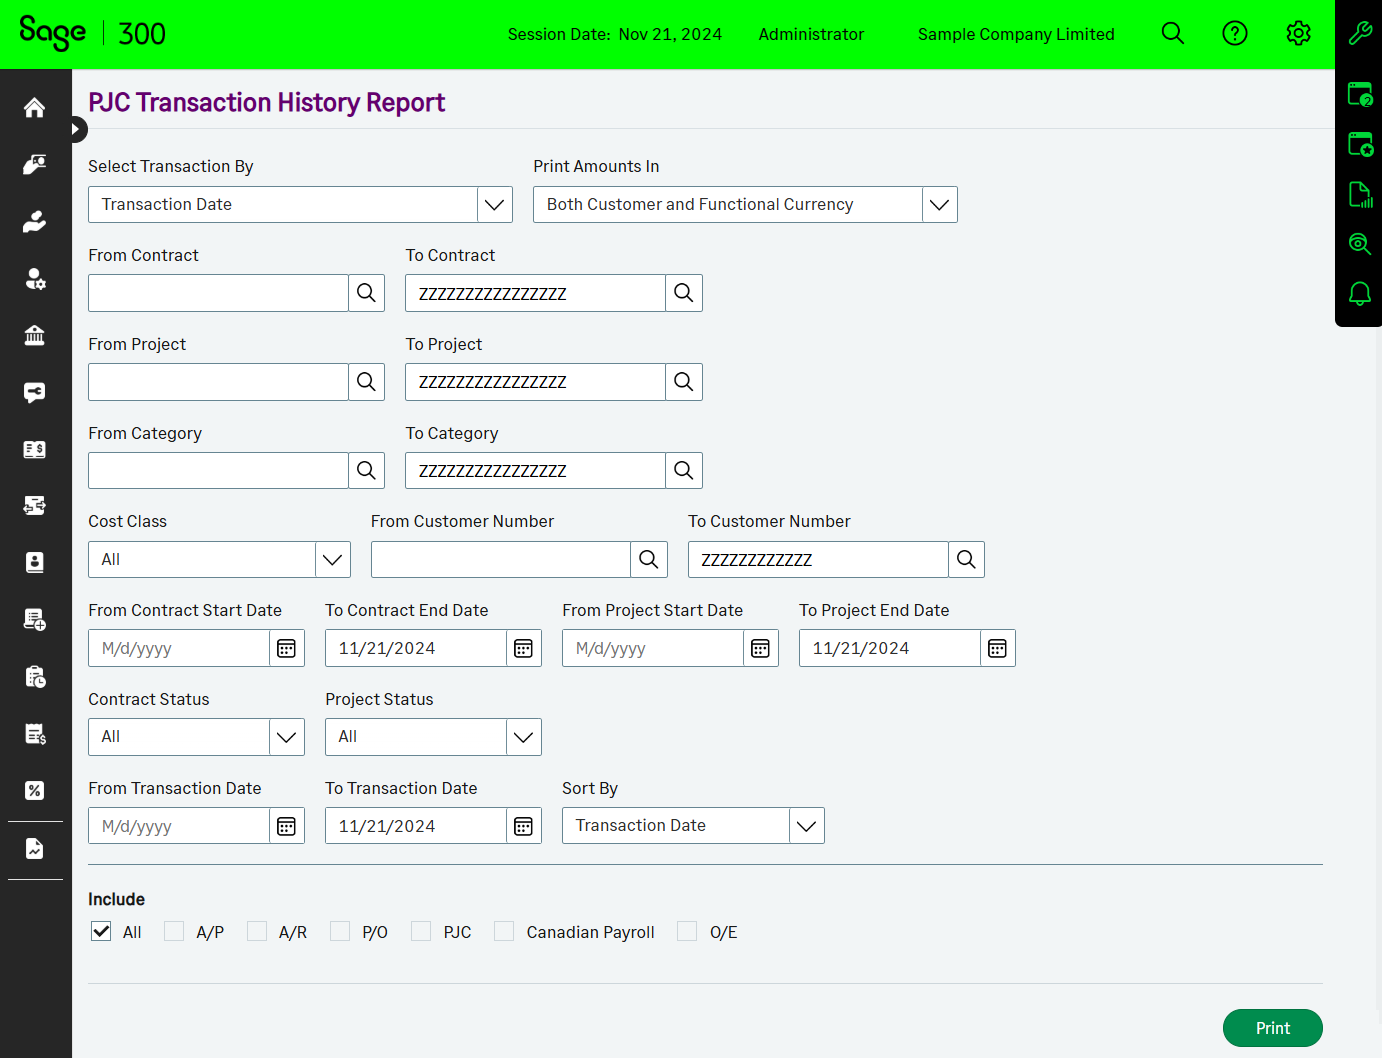 Sage 300 Session Date: Nov 21, 2024 Administrator Sample Company Limited
2
PJC Transaction History Report
Select Transaction By Print Amounts In
Transaction Date Both Customer and Functional Currency
From Contract To Contract
ZZZZZZZZZZZZZZZZ
From Project To Project
ZZZZZZZZZZZZZZZZ
From Category To Category
ZZZZZZZZZZZZZZZZ
Cost Class From Customer Number To Customer Number
All ZZZZZZZZZZZZ
From Contract Start Date To Contract End Date From Project Start Date To Project End Date
M/d/yyyy 11/21/2024 M/d/yyyy 11/21/2024
Contract Status Project Status
All All
From Transaction Date To Transaction Date Sort By
M/d/yyyy 11/21/2024 Transaction Date
Include
All A/P A/R P/O PJC Canadian Payroll O/E
Print